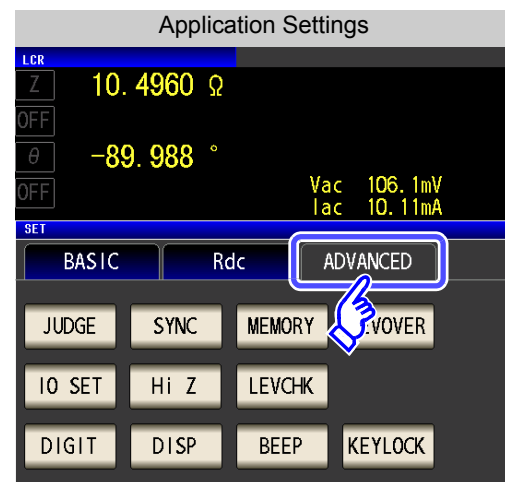 Application Settings
LCR
Z 10.4960 Ω
OFF
θ -89.988 °
OFF
Vac 106.1mV
Iac 10.11mA
SET
BASIC Rdc ADVANCED
JUDGE SYNC MEMORY VOVER
IO SET Hi Z LEVCHK
DIGIT DISP BEEP KEYLOCK